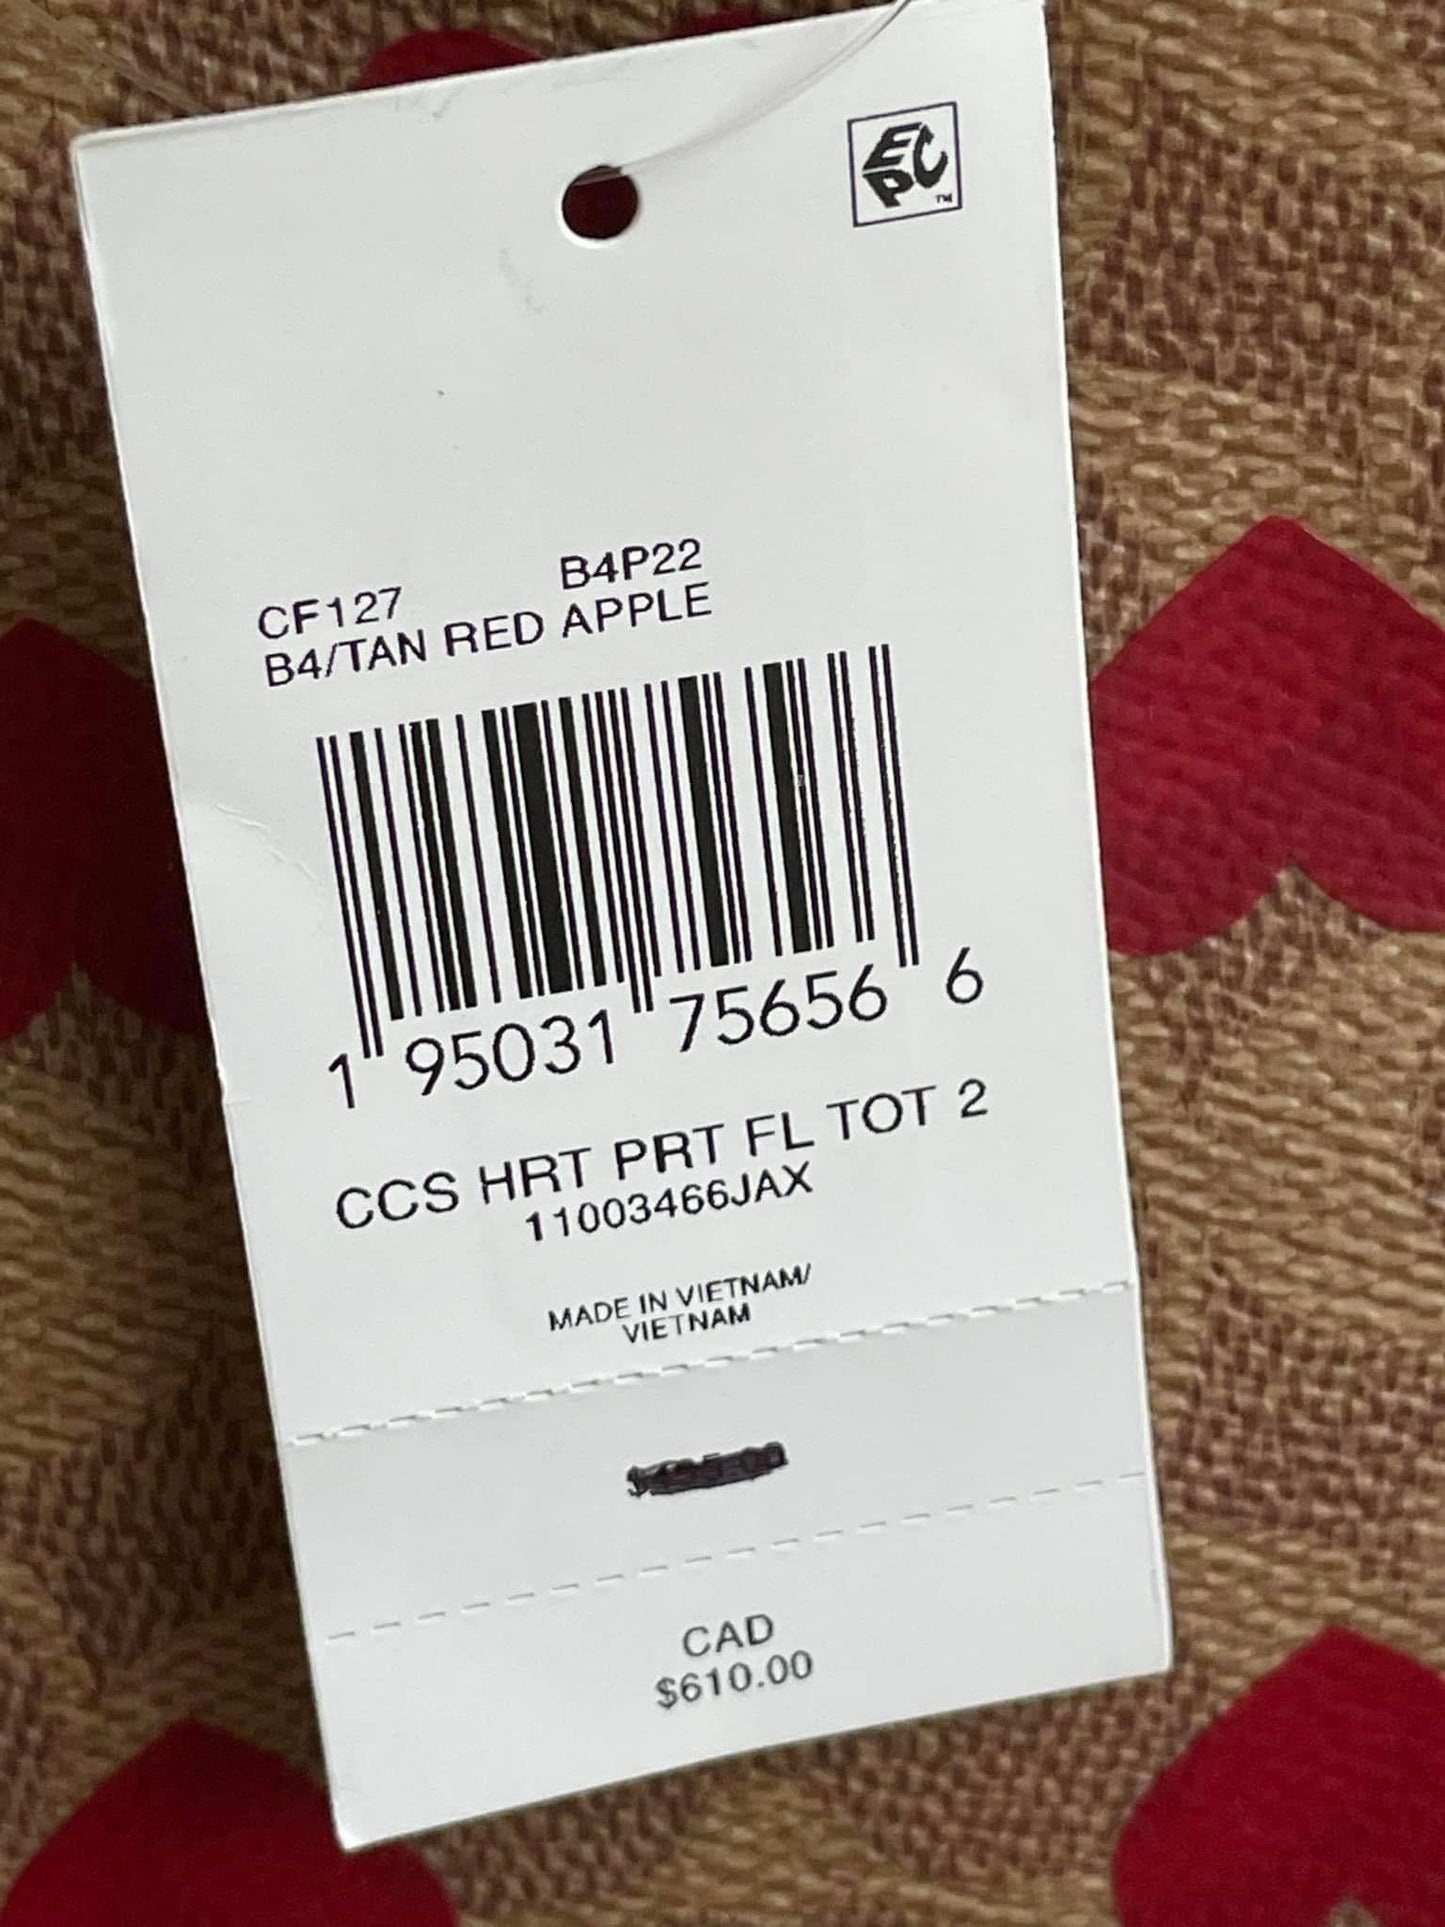 EPC
TM
CF127 B4P22
B4/TAN RED APPLE
1 95031 75656 6
CCS HRT PRT FL TOT 2
11003466JAX
MADE IN VIETNAM/
VIETNAM
CAD
$610.00